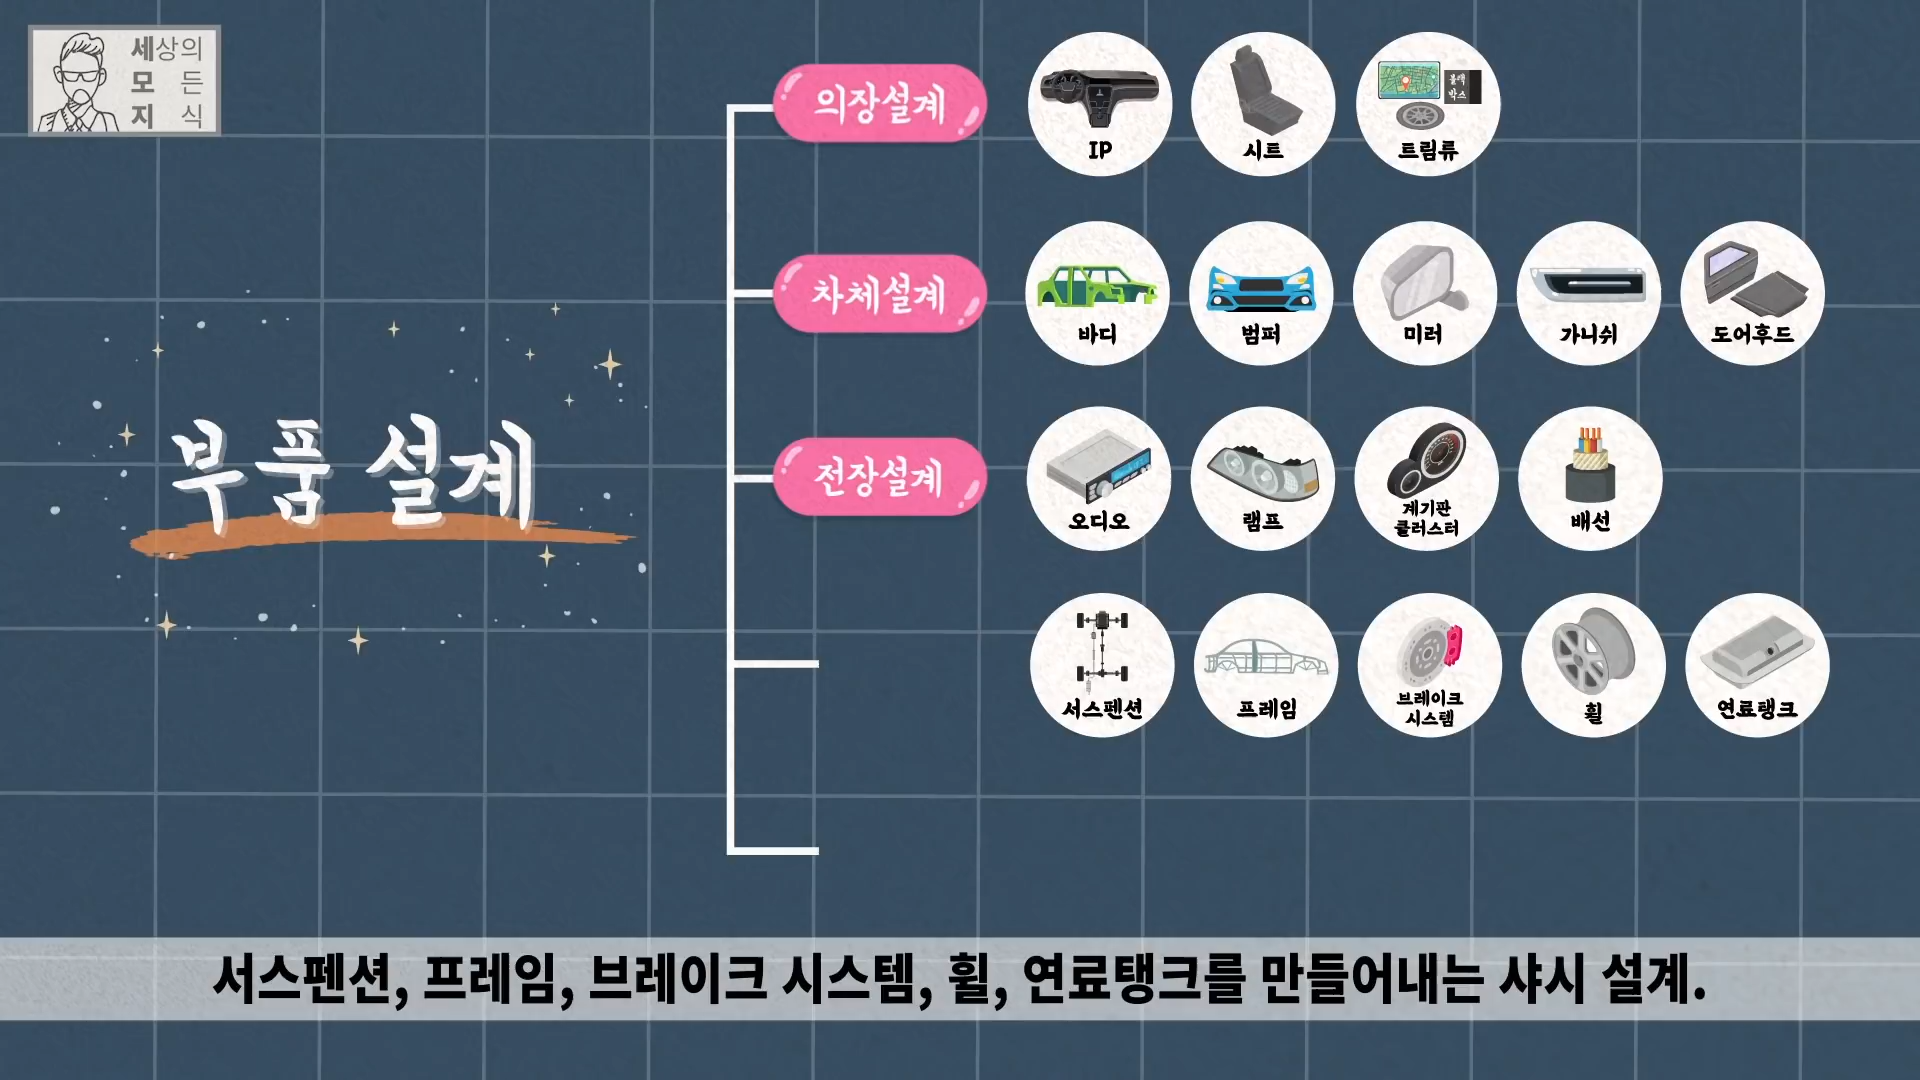 세상의
모든
지식
부품 설계
의장설계
IP
시트
블랙
박스
트림류
차체설계
바디
범퍼
미러
가니쉬
도어후드
전장설계
오디오
램프
계기판
클러스터
배선
서스펜션
프레임
브레이크
시스템
휠
연료탱크
서스펜션, 프레임, 브레이크 시스템, 휠, 연료탱크를 만들어내는 샤시 설계.